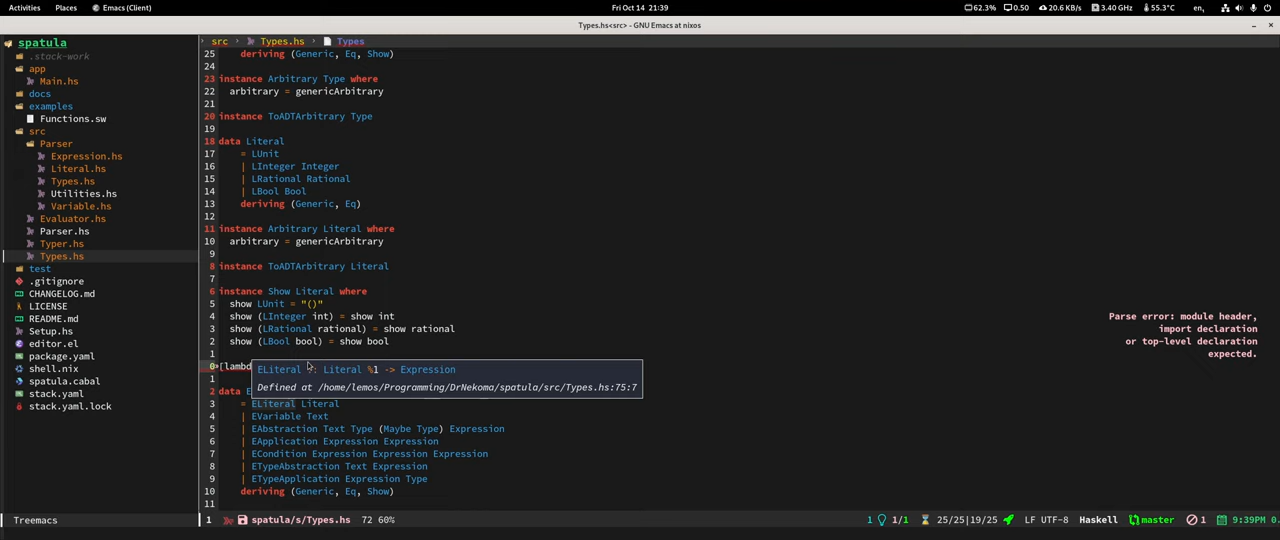 Activities Places Emacs (Client) Fri Oct 14 21:39 62.3% 0.50 20.6 KB/s 3.40 GHz 55.3°C en,
Types.hs<src> - GNU Emacs at nixos
spatula
.stack-work
app
Main.hs
docs
examples
Functions.sw
src
Parser
Expression.hs
Literal.hs
Types.hs
Utilities.hs
Variable.hs
Evaluator.hs
Parser.hs
Typer.hs
Types.hs
test
.gitignore
CHANGELOG.md
LICENSE
README.md
Setup.hs
editor.el
package.yaml
shell.nix
spatula.cabal
stack.yaml
stack.yaml.lock
Treemacs
src › Types.hs › Types
25 deriving (Generic, Eq, Show)
24
23 instance Arbitrary Type where
22 arbitrary = genericArbitrary
21
20 instance ToADTArbitrary Type
19
18 data Literal
17 = LUnit
16 | LInteger Integer
15 | LRational Rational
14 | LBool Bool
13 deriving (Generic, Eq)
12
11 instance Arbitrary Literal where
10 arbitrary = genericArbitrary
9
8 instance ToADTArbitrary Literal
7
6 instance Show Literal where
5 show LUnit = "()"
4 show (LInteger int) = show int
3 show (LRational rational) = show rational
2 show (LBool bool) = show bool
1
0 [lambd
ELiteral :: Literal %1 -> Expression
Defined at /home/lemos/Programming/DrNekoma/spatula/src/Types.hs:75:7
1
2 data E
3 = ELiteral Literal
4 | EVariable Text
5 | EAbstraction Text Type (Maybe Type) Expression
6 | EApplication Expression Expression
7 | ECondition Expression Expression Expression
8 | ETypeAbstraction Text Expression
9 | ETypeApplication Expression Type
10 deriving (Generic, Eq, Show)
11
Parse error: module header,
import declaration
or top-level declaration
expected.
1 spatula/s/Types.hs 72 60% 1 1/1 25/25|19/25 LF UTF-8 Haskell master 1 9:39PM 0.